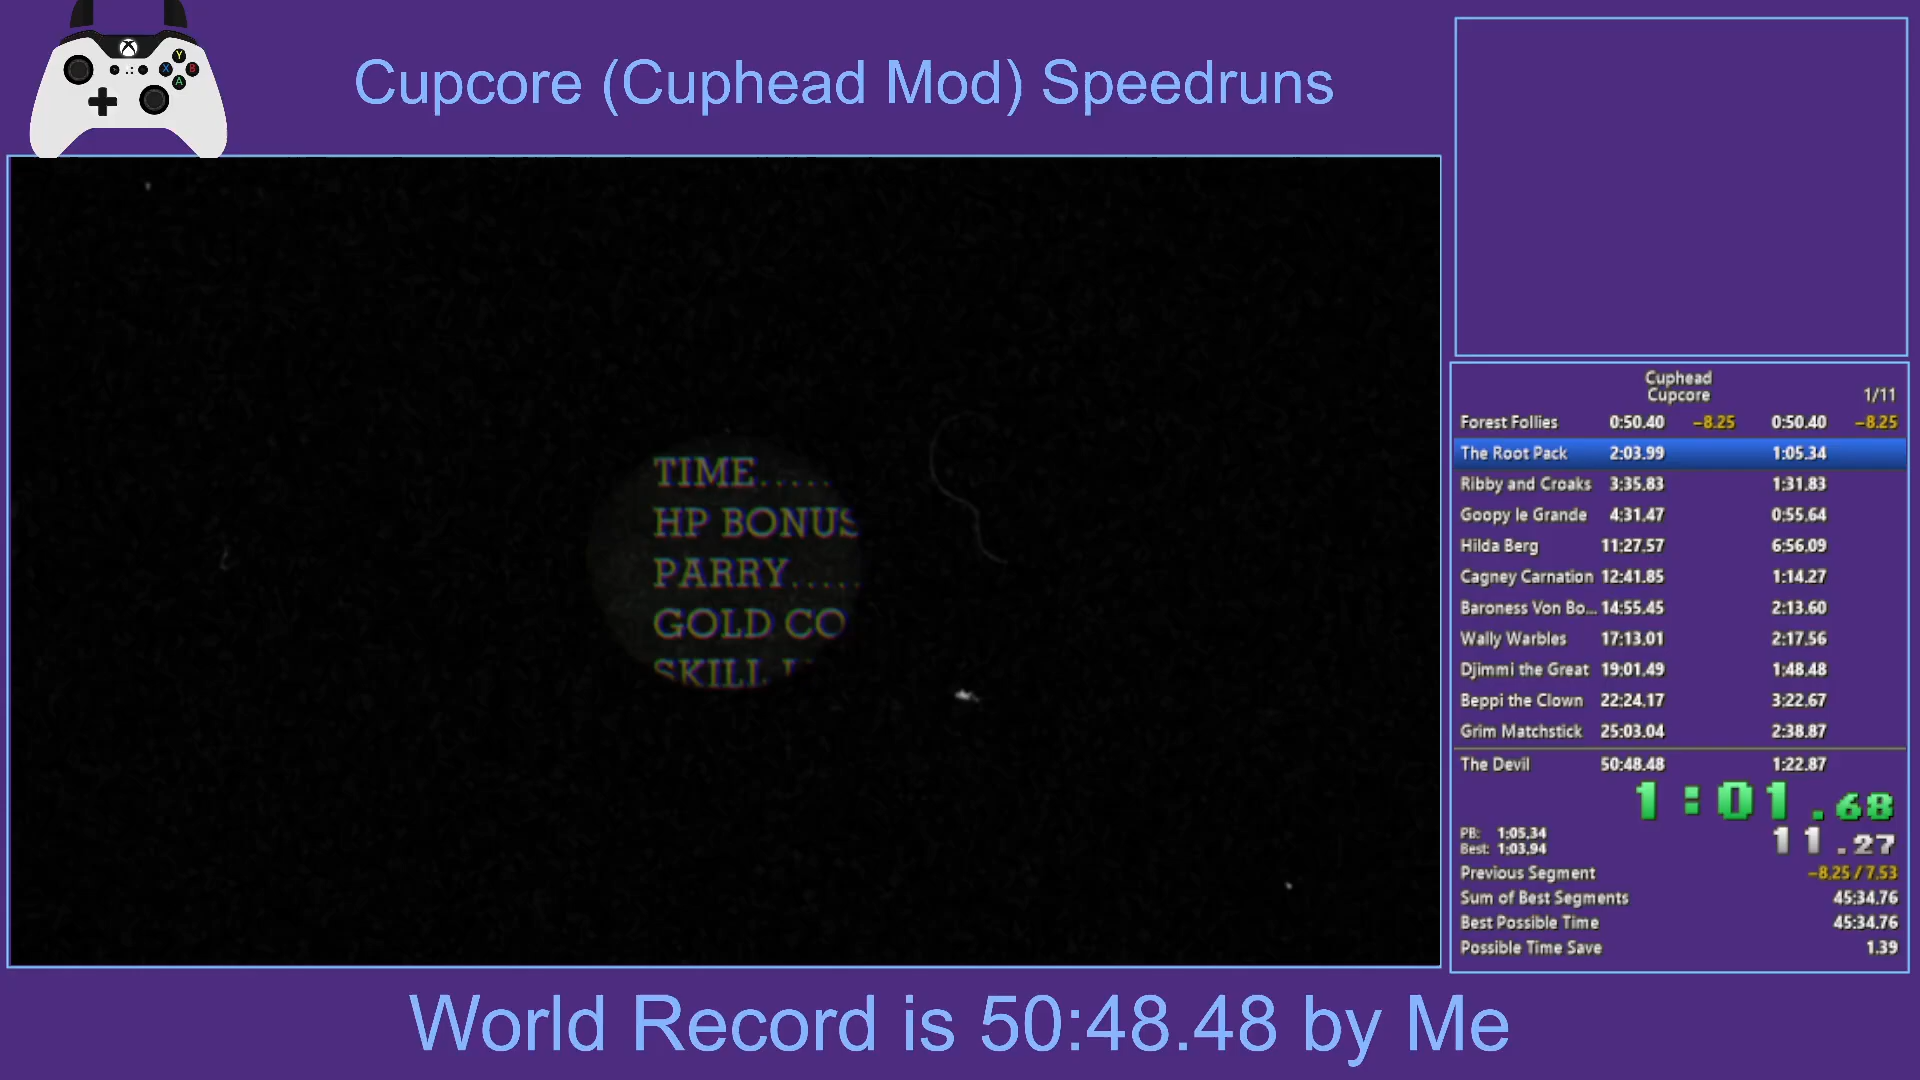 Cupcore (Cuphead Mod) Speedruns
Y
X B
A
TIME.....
HP BONUS
PARRY.....
GOLD CO
SKILL
Cuphead
Cupcore 1/11
Forest Follies 0:50.40 −8.25 0:50.40 −8.25
The Root Pack 2:03.99 1:05.34
Ribby and Croaks 3:35.83 1:31.83
Goopy le Grande 4:31.47 0:55.64
Hilda Berg 11:27.57 6:56.09
Cagney Carnation 12:41.85 1:14.27
Baroness Von Bo... 14:55.45 2:13.60
Wally Warbles 17:13.01 2:17.56
Djimmi the Great 19:01.49 1:48.48
Beppi the Clown 22:24.17 3:22.67
Grim Matchstick 25:03.04 2:38.87
The Devil 50:48.48 1:22.87
1:01.68
PB: 1:05.34
Best: 1:03.94
11.27
Previous Segment −8.25 / 7.53
Sum of Best Segments 45:34.76
Best Possible Time 45:34.76
Possible Time Save 1.39
World Record is 50:48.48 by Me